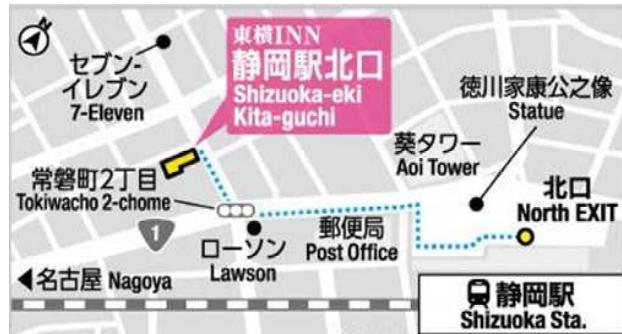 N
セブン-
イレブン
7-Eleven
東横INN
静岡駅北口
Shizuoka-eki
Kita-guchi
徳川家康公之像
Statue
葵タワー
Aoi Tower
常磐町2丁目
Tokiwacho 2-chome
北口
North EXIT
1
ローソン
Lawson
郵便局
Post Office
◀名古屋 Nagoya
静岡駅
Shizuoka Sta.